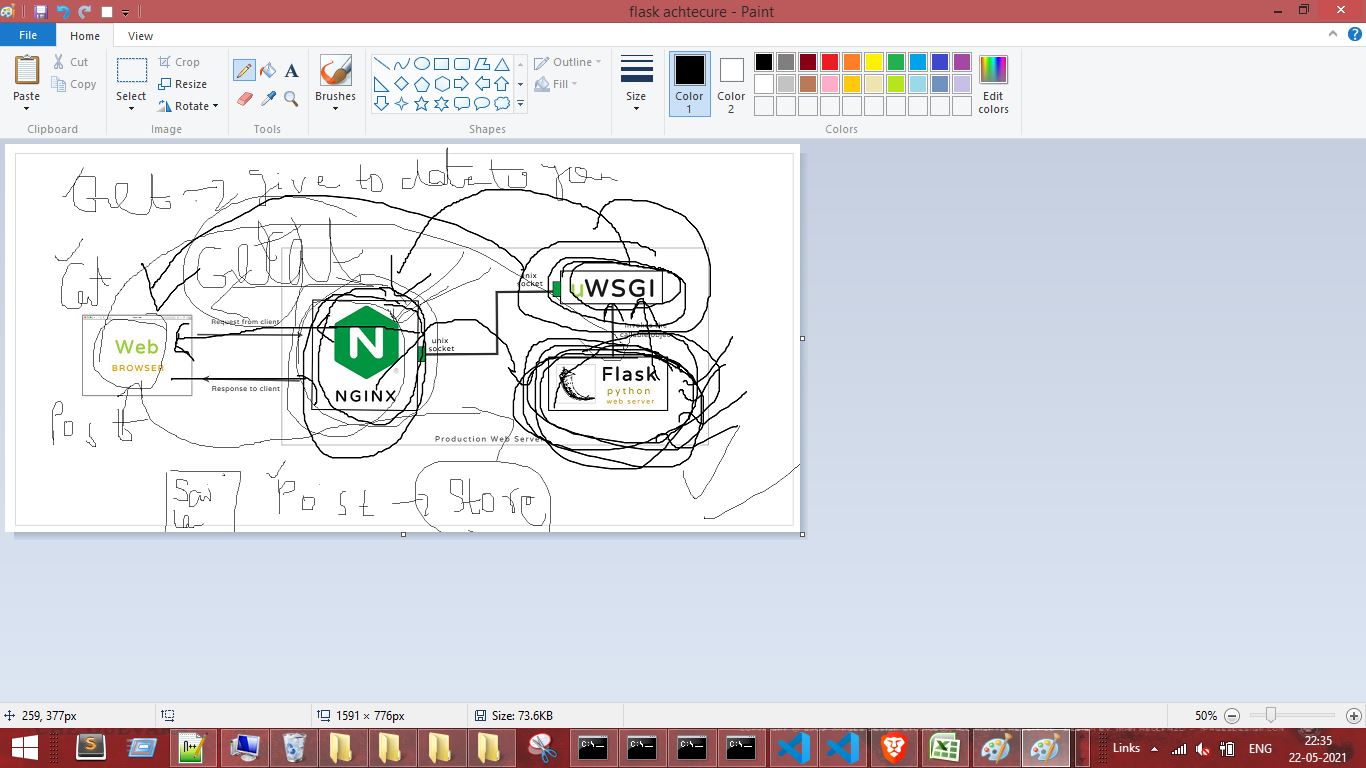 flask achtecure - Paint
File Home View
Paste
Cut
Copy
Clipboard
Select
Crop
Resize
Rotate
Image
Tools
Brushes
Shapes
Outline
Fill
Size
Color 1
Color 2
Edit colors
Colors
Get → give to data to you
Web
BROWSER
Request from client
Response to client
NGINX
unix socket
unix socket
uWSGI
Flask
python
web server
Production Web Server
Post
Post → Store
259, 377px
1591 × 776px
Size: 73.6KB
50%
Links
ENG
22:35
22-05-2021